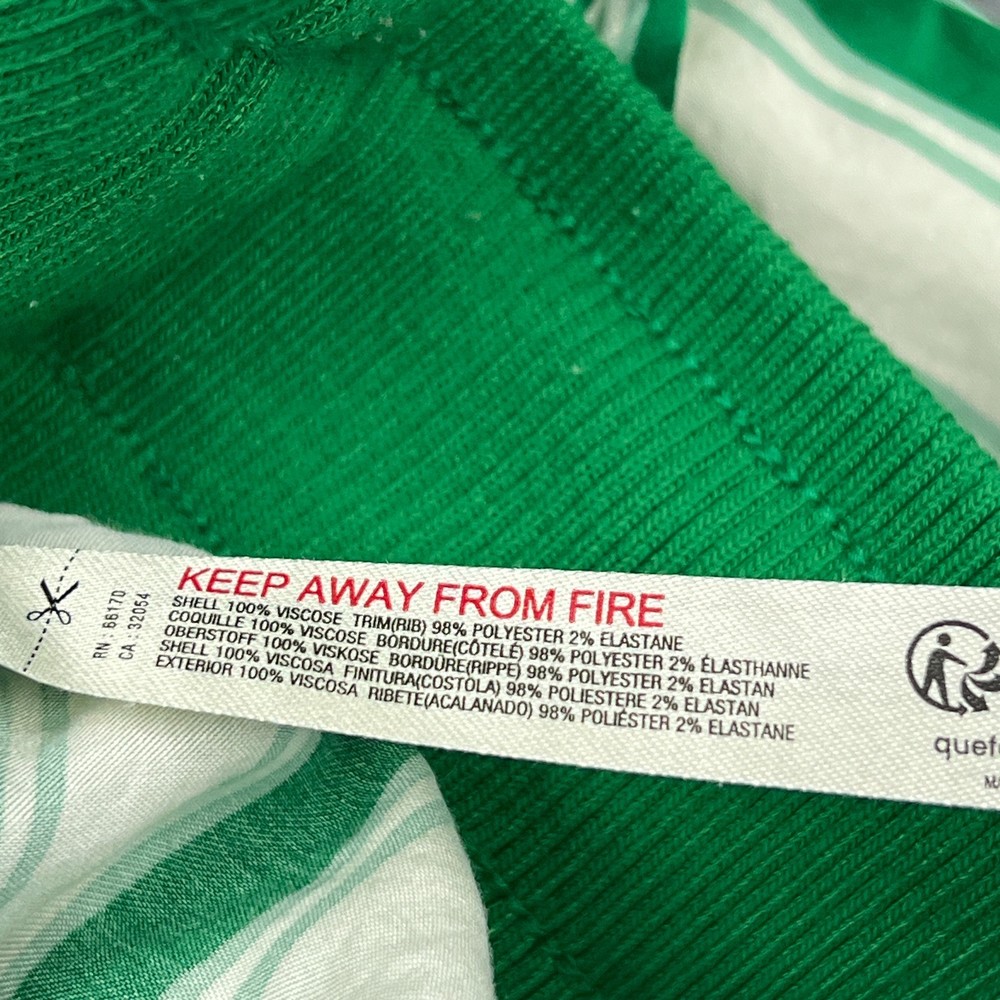 KEEP AWAY FROM FIRE
SHELL 100% VISCOSE TRIM(RIB) 98% POLYESTER 2% ELASTANE
COQUILLE 100% VISCOSE BORDURE(CÔTELÉ) 98% POLYESTER 2% ÉLASTHANNE
OBERSTOFF 100% VISKOSE BORDÜRE(RIPPE) 98% POLYESTER 2% ELASTAN
SHELL 100% VISCOSA FINITURA(COSTOLA) 98% POLIESTERE 2% ELASTAN
EXTERIOR 100% VISCOSA RIBETE(ACALANADO) 98% POLIÉSTER 2% ELASTANE
RN : 66170
CA : 32054